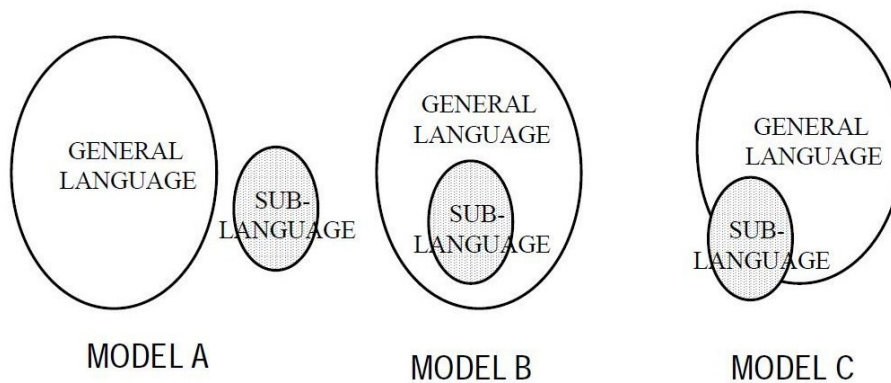 GENERAL
LANGUAGE
SUB-
LANGUAGE
MODEL A
GENERAL
LANGUAGE
SUB-
LANGUAGE
MODEL B
GENERAL
LANGUAGE
SUB-
LANGUAGE
MODEL C